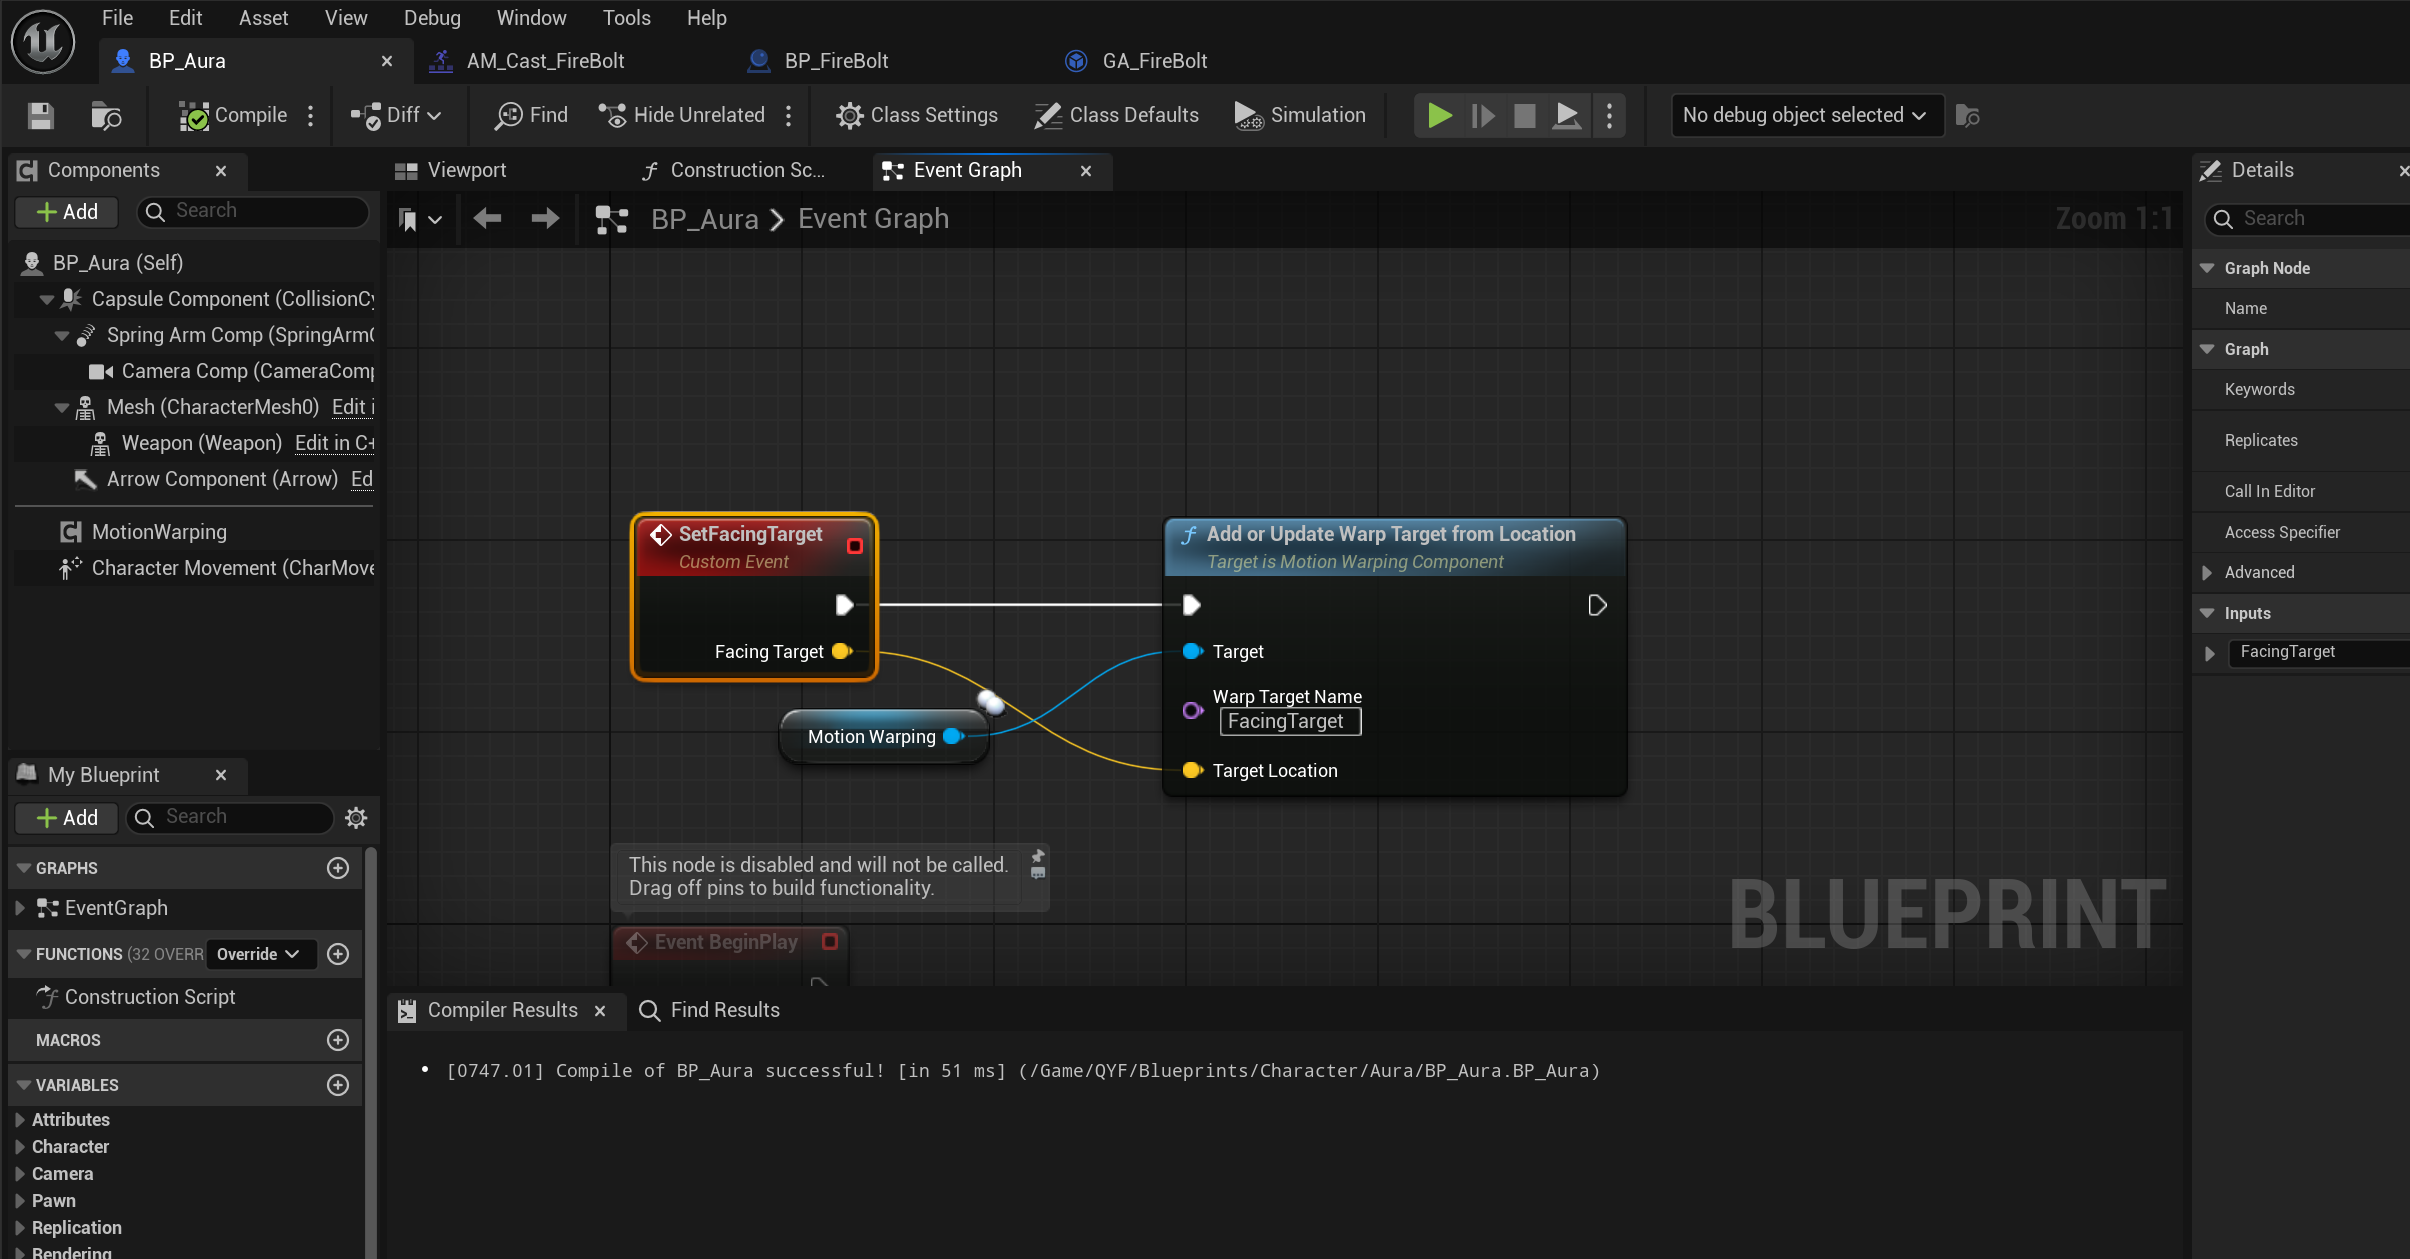 File Edit Asset View Debug Window Tools Help
BP_Aura AM_Cast_FireBolt BP_FireBolt GA_FireBolt
Compile Diff Find Hide Unrelated Class Settings Class Defaults Simulation No debug object selected
Components
Add Search
BP_Aura (Self)
Capsule Component (CollisionCy
Spring Arm Comp (SpringArmC
Camera Comp (CameraComp
Mesh (CharacterMesh0) Edit i
Weapon (Weapon) Edit in C+
Arrow Component (Arrow) Ed
MotionWarping
Character Movement (CharMove
My Blueprint
Add Search
GRAPHS
EventGraph
FUNCTIONS (32 OVERR Override
Construction Script
MACROS
VARIABLES
Attributes
Character
Camera
Pawn
Replication
Rendering
Viewport Construction Sc... Event Graph
BP_Aura > Event Graph Zoom 1:1
SetFacingTarget
Custom Event
Facing Target
Motion Warping
Add or Update Warp Target from Location
Target is Motion Warping Component
Target
Warp Target Name
FacingTarget
Target Location
This node is disabled and will not be called.
Drag off pins to build functionality.
Event BeginPlay
BLUEPRINT
Compiler Results Find Results
[0747.01] Compile of BP_Aura successful! [in 51 ms] (/Game/QYF/Blueprints/Character/Aura/BP_Aura.BP_Aura)
Details
Search
Graph Node
Name
Graph
Keywords
Replicates
Call In Editor
Access Specifier
Advanced
Inputs
FacingTarget